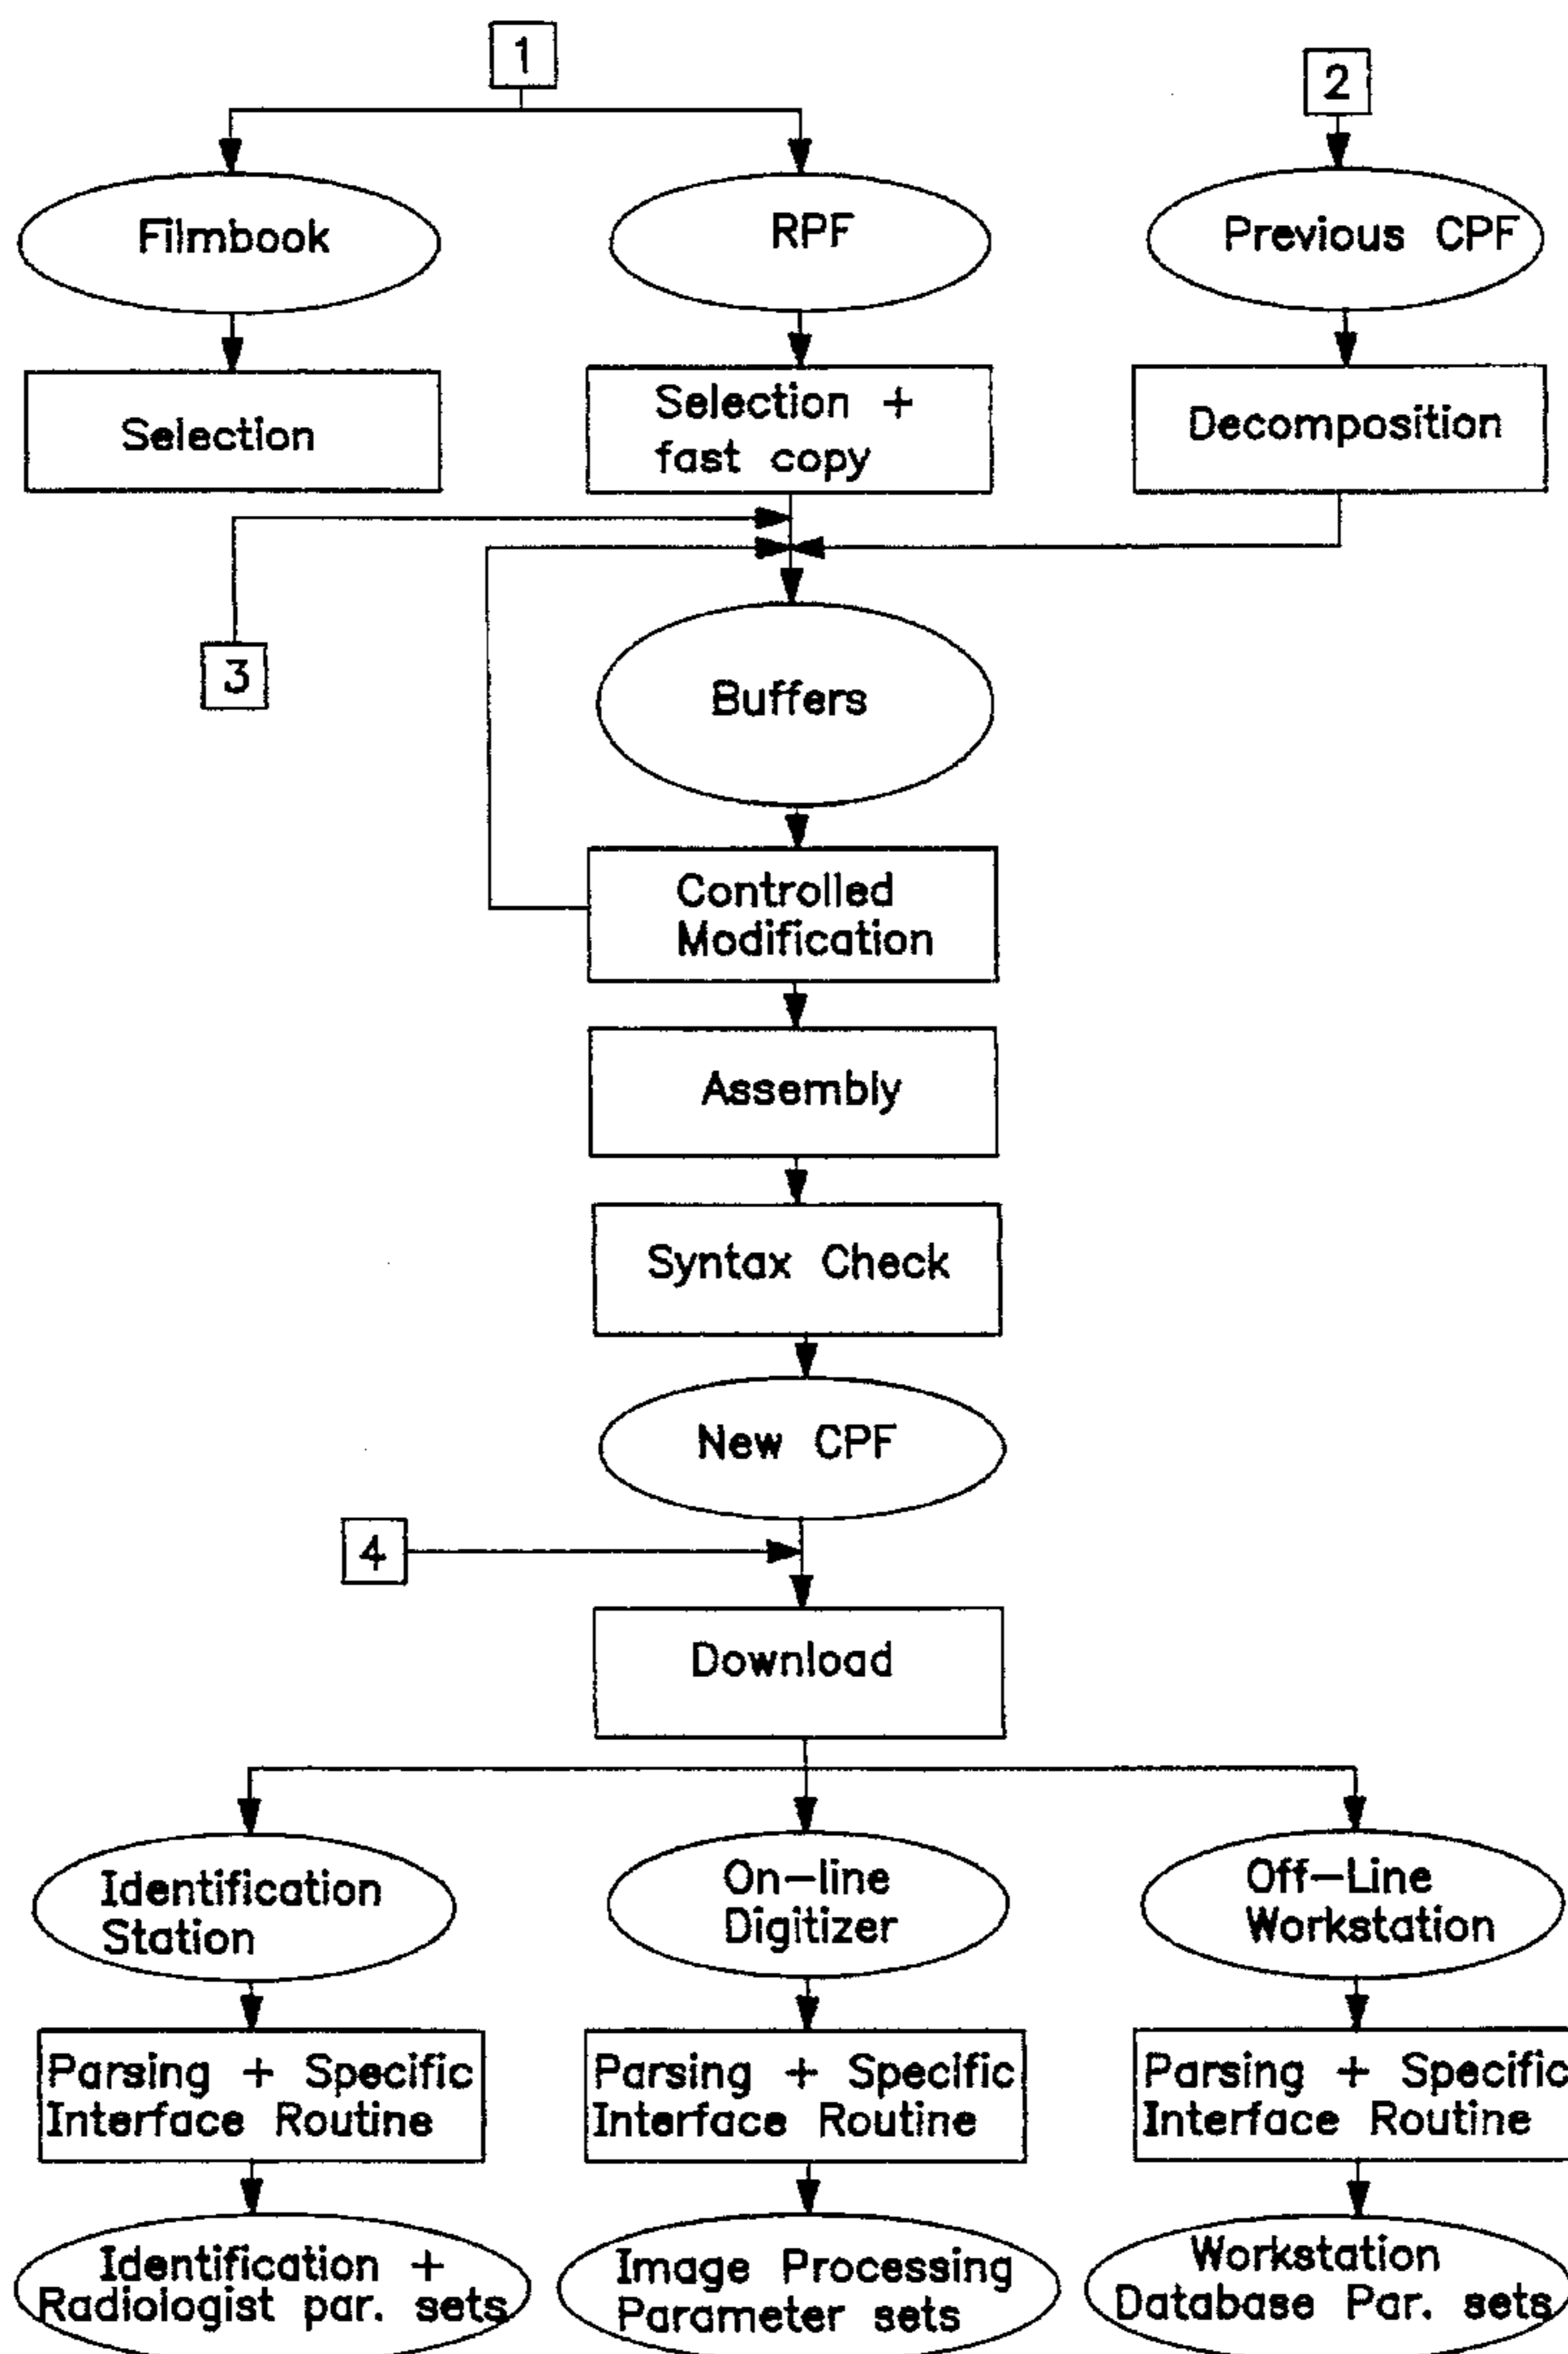 1
2
Filmbook
RPF
Previous CPF
Selection
Selection +
fast copy
Decomposition
3
Buffers
Controlled
Modification
Assembly
Syntax Check
New CPF
4
Download
Identification
Station
On-line
Digitizer
Off-Line
Workstation
Parsing + Specific
Interface Routine
Parsing + Specific
Interface Routine
Parsing + Specific
Interface Routine
Identification +
Radiologist par. sets
Image Processing
Parameter sets
Workstation
Database Par. sets